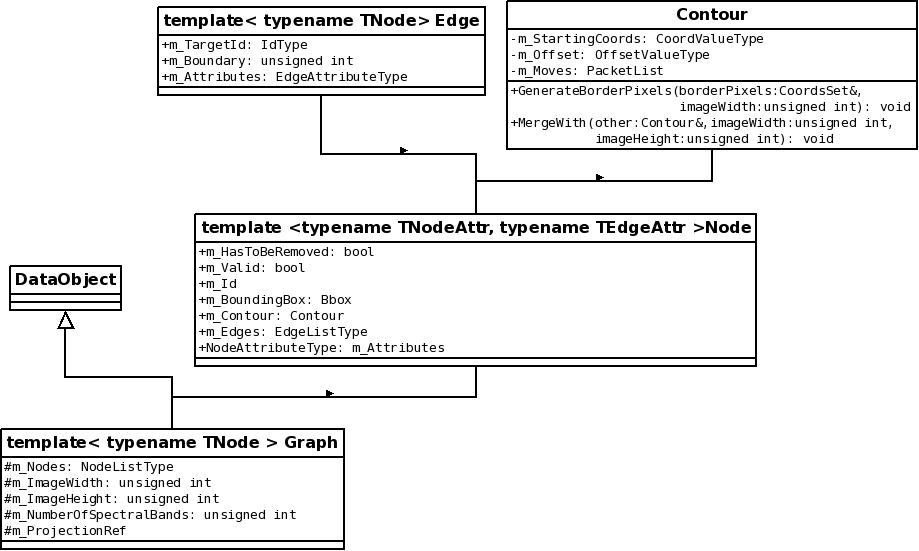 template< typename TNode> Edge
+m_TargetId: IdType
+m_Boundary: unsigned int
+m_Attributes: EdgeAttributeType
Contour
-m_StartingCoords: CoordValueType
-m_Offset: OffsetValueType
-m_Moves: PacketList
+GenerateBorderPixels(borderPixels:CoordsSet&,
imageWidth:unsigned int): void
+MergeWith(other:Contour&,imageWidth:unsigned int,
imageHeight:unsigned int): void
template <typename TNodeAttr, typename TEdgeAttr >Node
+m_HasToBeRemoved: bool
+m_Valid: bool
+m_Id
+m_BoundingBox: Bbox
+m_Contour: Contour
+m_Edges: EdgeListType
+NodeAttributeType: m_Attributes
DataObject
template< typename TNode > Graph
#m_Nodes: NodeListType
#m_ImageWidth: unsigned int
#m_ImageHeight: unsigned int
#m_NumberOfSpectralBands: unsigned int
#m_ProjectionRef